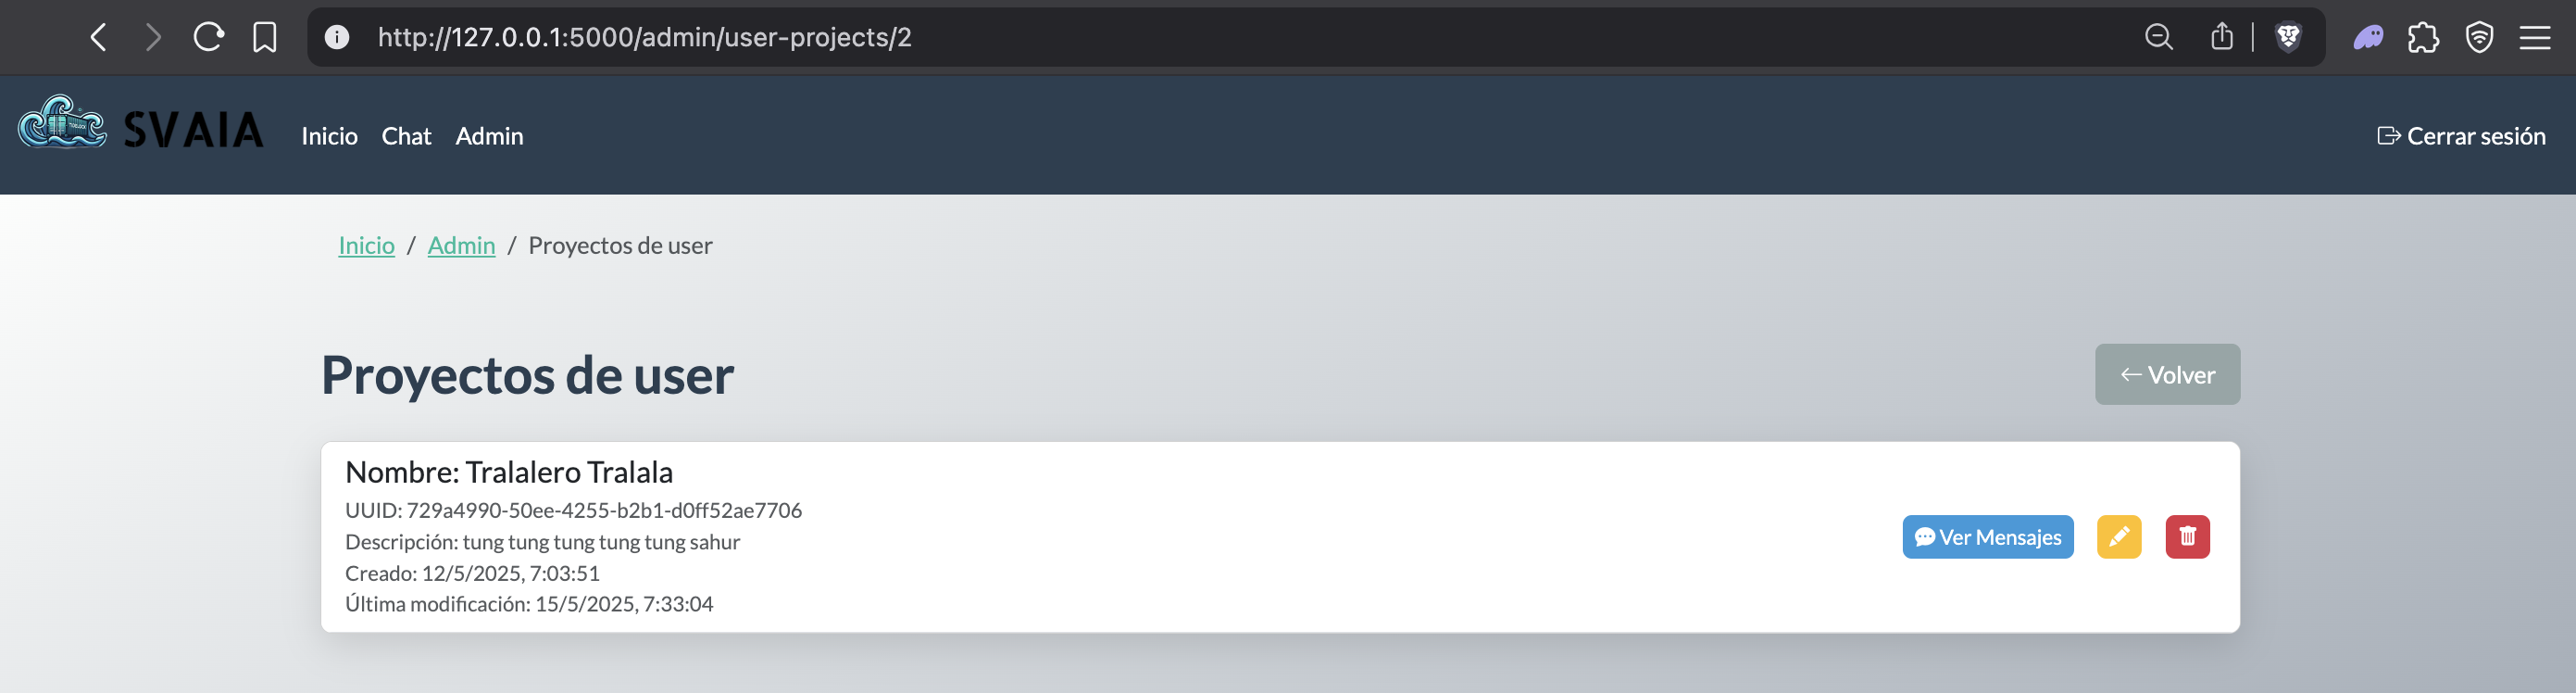 http://127.0.0.1:5000/admin/user-projects/2
SVAIA Inicio Chat Admin Cerrar sesión
Inicio / Admin / Proyectos de user
Proyectos de user
Volver
Nombre: Tralalero Tralala
UUID: 729a4990-50ee-4255-b2b1-d0ff52ae7706
Descripción: tung tung tung tung tung sahur
Ver Mensajes
Creado: 12/5/2025, 7:03:51
Última modificación: 15/5/2025, 7:33:04